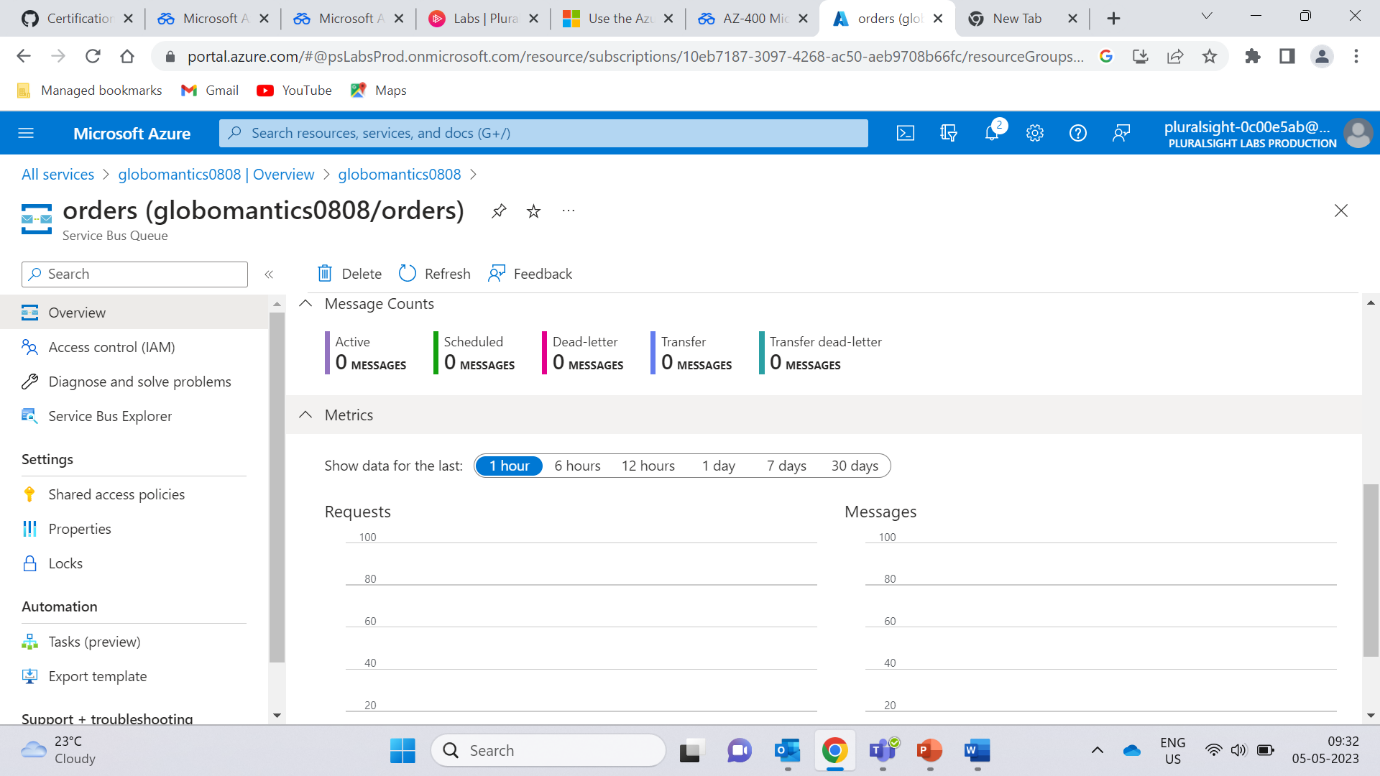 Certification
Microsoft A
Microsoft A
Labs | Plura
Use the Azu
AZ-400 Mic
orders (glo
New Tab
portal.azure.com/#@psLabsProd.onmicrosoft.com/resource/subscriptions/10eb7187-3097-4268-ac50-aeb9708b66fc/resourceGroups...
Managed bookmarks
Gmail
YouTube
Maps
Microsoft Azure
Search resources, services, and docs (G+/)
2
pluralsight-0c00e5ab@...
PLURALSIGHT LABS PRODUCTION
All services > globomantics0808 | Overview > globomantics0808 >
orders (globomantics0808/orders)
...
Service Bus Queue
Search
«
Delete
Refresh
Feedback
Overview
Access control (IAM)
Diagnose and solve problems
Service Bus Explorer
Settings
Shared access policies
Properties
Locks
Automation
Tasks (preview)
Export template
Support + troubleshooting
Message Counts
Active
0 MESSAGES
Scheduled
0 MESSAGES
Dead-letter
0 MESSAGES
Transfer
0 MESSAGES
Transfer dead-letter
0 MESSAGES
Metrics
Show data for the last: 1 hour 6 hours 12 hours 1 day 7 days 30 days
Requests
100
80
60
40
20
Messages
100
80
60
40
20
23°C
Cloudy
Search
ENG
US
09:32
05-05-2023